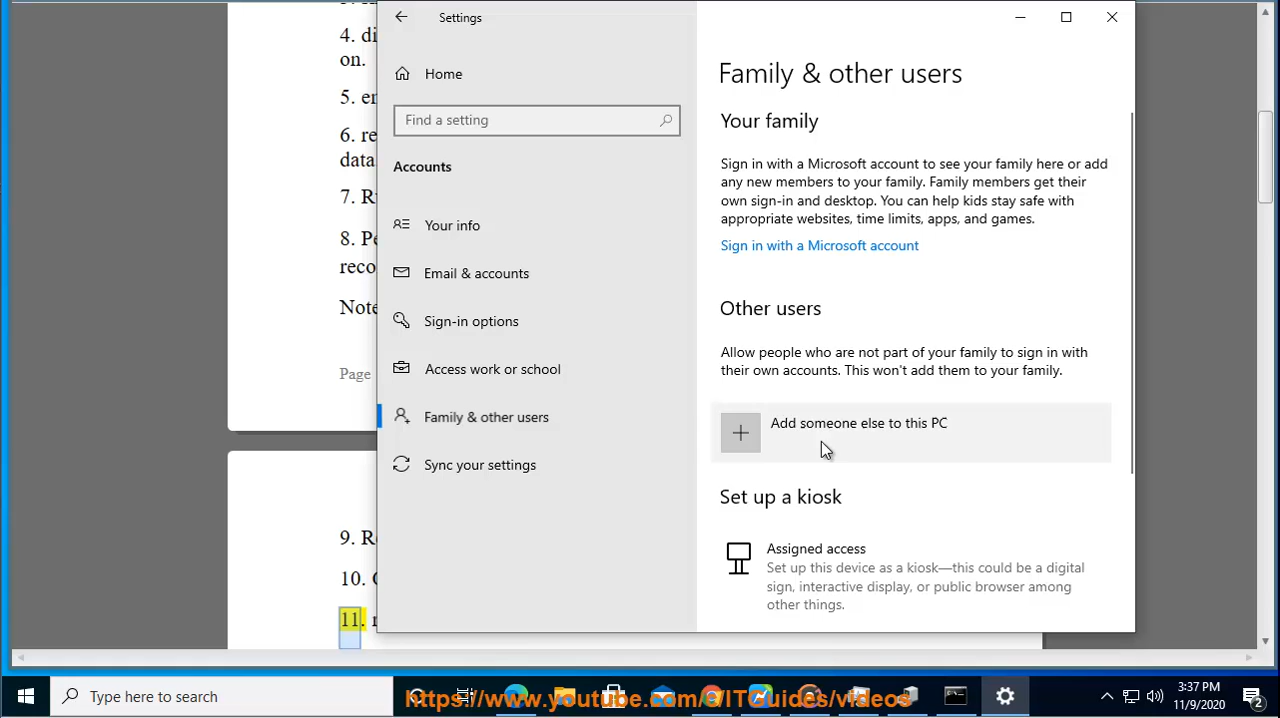 4. di
on.
5. en
6. re
data.
7. Ru
8. Pe
reco
Note
Page
9. Re
10. C
11.
Settings
Home
Find a setting
Accounts
Your info
Email & accounts
Sign-in options
Access work or school
Family & other users
Sync your settings
Family & other users
Your family
Sign in with a Microsoft account to see your family here or add
any new members to your family. Family members get their
own sign-in and desktop. You can help kids stay safe with
appropriate websites, time limits, apps, and games.
Sign in with a Microsoft account
Other users
Allow people who are not part of your family to sign in with
their own accounts. This won't add them to your family.
Add someone else to this PC
Set up a kiosk
Assigned access
Set up this device as a kiosk—this could be a digital
sign, interactive display, or public browser among
other things.
Type here to search
https://www.youtube.com/@ITGuides/videos
3:37 PM
11/9/2020
2